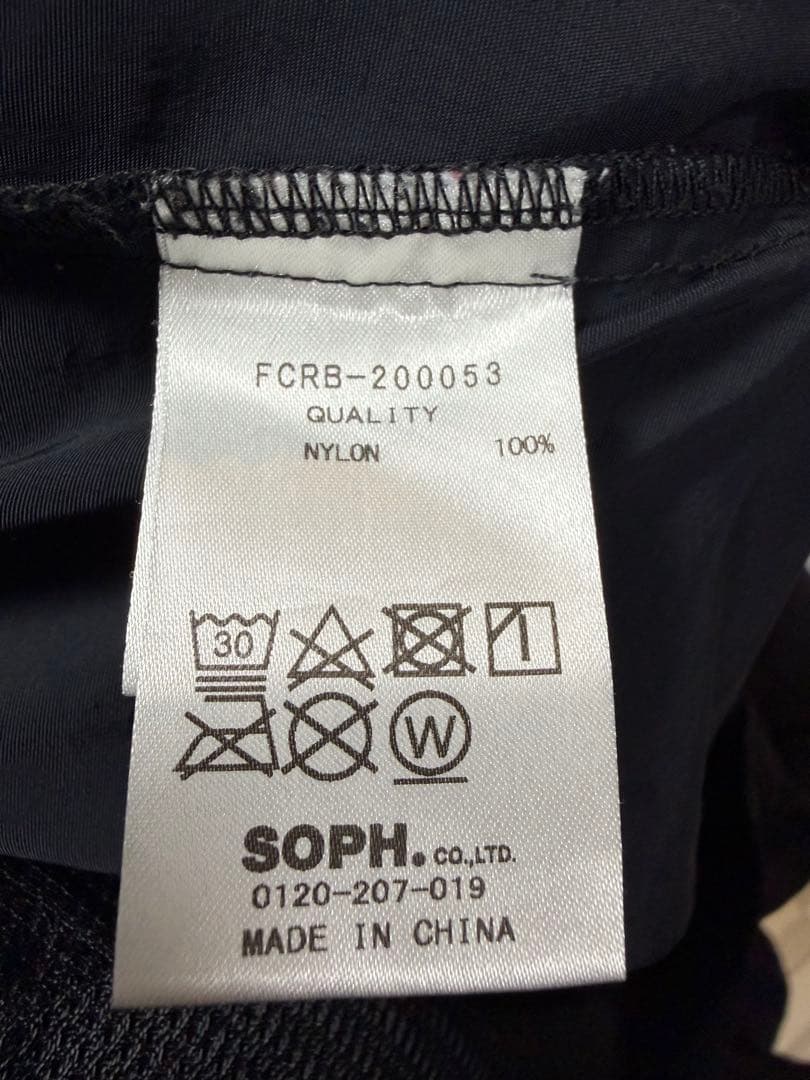 FCRB-200053
QUALITY
NYLON 100%
30
W
SOPH. CO.,LTD.
0120-207-019
MADE IN CHINA